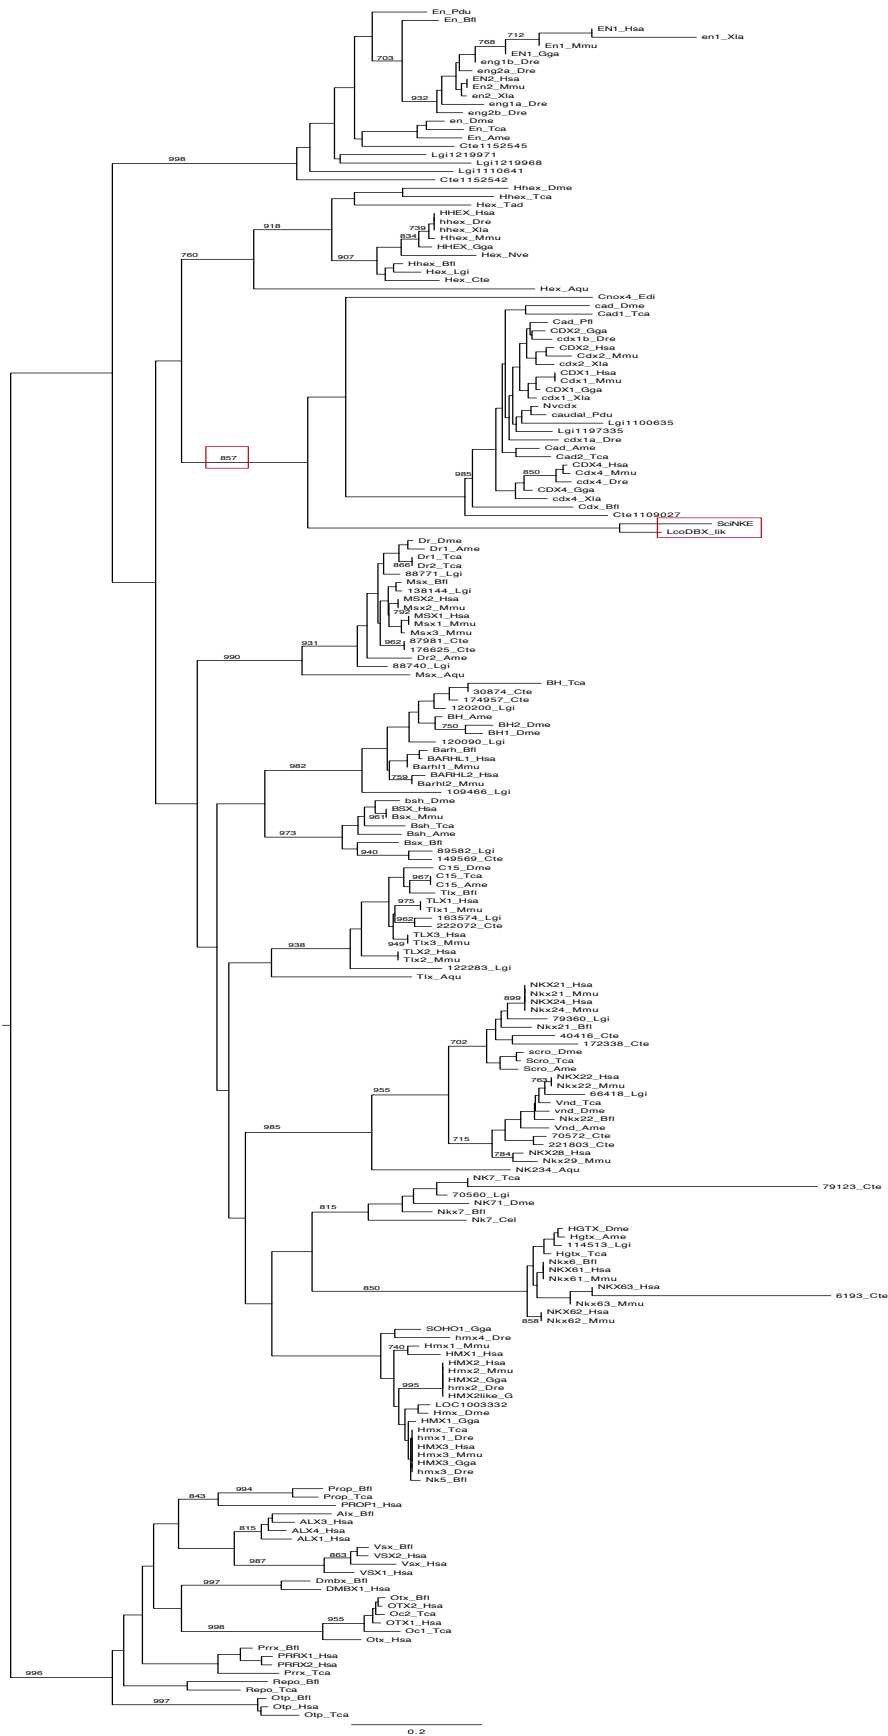 En_Pdu
En_Bfl
EN1_Hsa
712
en1_Xla
768
En1_Mmu
EN1_Gga
703
eng1b_Dre
eng2a_Dre
EN2_Hsa
En2_Mmu
en2_Xla
932
eng1a_Dre
eng2b_Dre
en_Dme
En_Tca
En_Ame
Cte1152545
Lgi1219971
998
Lgi1219968
Lgi1110641
Cte1152542
Hhex_Dme
Hhex_Tca
Hex_Tad
HHEX_Hsa
hhex_Dre
918
739
hhex_Xla
834
Hhex_Mmu
HHEX_Gga
760
907
Hex_Nve
Hhex_Bfl
Hex_Lgi
Hex_Cte
Hex_Aqu
Cnox4_Edi
cad_Dme
Cad1_Tca
Cad_Pfl
CDX2_Gga
cdx1b_Dre
CDX2_Hsa
Cdx2_Mmu
cdx2_Xla
CDX1_Hsa
Cdx1_Mmu
CDX1_Gga
cdx1_Xla
Nvcdx
caudal_Pdu
Lgi1100635
Lgi1197335
cdx1a_Dre
Cad_Ame
857
Cad2_Tca
CDX4_Hsa
985
850
Cdx4_Mmu
cdx4_Dre
CDX4_Gga
cdx4_Xla
Cdx_Bfl
Cte1109027
SciNKE
LcoDBX_lik
Dr_Dme
Dr1_Ame
Dr1_Tca
866
Dr2_Tca
88771_Lgi
Msx_Bfl
138144_Lgi
MSX2_Hsa
Msx2_Mmu
792
MSX1_Hsa
Msx1_Mmu
Msx3_Mmu
931
962
87981_Cte
176625_Cte
990
Dr2_Ame
88740_Lgi
Msx_Aqu
BH_Tca
30874_Cte
174957_Cte
120200_Lgi
BH_Ame
750
BH2_Dme
BH1_Dme
120090_Lgi
Barh_Bfl
BARHL1_Hsa
982
Barhl1_Mmu
BARHL2_Hsa
759
Barhl2_Mmu
109466_Lgi
bsh_Dme
BSX_Hsa
961
Bsx_Mmu
Bsh_Tca
973
Bsh_Ame
Bsx_Bfl
940
89582_Lgi
149569_Cte
C15_Dme
967
C15_Tca
C15_Ame
Tlx_Bfl
975
TLX1_Hsa
Tlx1_Mmu
962
163574_Lgi
222072_Cte
TLX3_Hsa
949
Tlx3_Mmu
938
TLX2_Hsa
Tlx2_Mmu
122283_Lgi
Tlx_Aqu
NKX21_Hsa
Nkx21_Mmu
899
NKX24_Hsa
Nkx24_Mmu
79360_Lgi
Nkx21_Bfl
40416_Cte
702
172338_Cte
scro_Dme
Scro_Tca
Scro_Ame
763
NKX22_Hsa
Nkx22_Mmu
955
66418_Lgi
Vnd_Tca
vnd_Dme
Nkx22_Bfl
985
Vnd_Ame
70572_Cte
715
221803_Cte
784
NKX28_Hsa
Nkx29_Mmu
NK234_Aqu
NK7_Tca
79123_Cte
70560_Lgi
NK71_Dme
815
Nkx7_Bfl
Nk7_Cel
HGTX_Dme
Hgtx_Ame
114513_Lgi
Hgtx_Tca
Nkx6_Bfl
NKX61_Hsa
Nkx61_Mmu
850
NKX63_Hsa
6193_Cte
Nkx63_Mmu
NKX62_Hsa
858
Nkx62_Mmu
SOHO1_Gga
hmx4_Dre
740
Hmx1_Mmu
HMX1_Hsa
HMX2_Hsa
Hmx2_Mmu
HMX2_Gga
995
hmx2_Dre
HMX2like_G
LOC1003332
Hmx_Dme
HMX1_Gga
Hmx_Tca
hmx1_Dre
HMX3_Hsa
Hmx3_Mmu
HMX3_Gga
hmx3_Dre
Nk5_Bfl
994
Prop_Bfl
843
Prop_Tca
PROP1_Hsa
Alx_Bfl
ALX3_Hsa
815
ALX4_Hsa
ALX1_Hsa
Vsx_Bfl
863
VSX2_Hsa
987
Vsx_Hsa
VSX1_Hsa
997
Dmbx_Bfl
DMBX1_Hsa
Otx_Bfl
OTX2_Hsa
Oc2_Tca
955
OTX1_Hsa
998
Oc1_Tca
Otx_Hsa
Prrx_Bfl
PRRX1_Hsa
PRRX2_Hsa
996
Prrx_Tca
Repo_Bfl
Repo_Tca
997
Otp_Bfl
Otp_Hsa
Otp_Tca
0.2